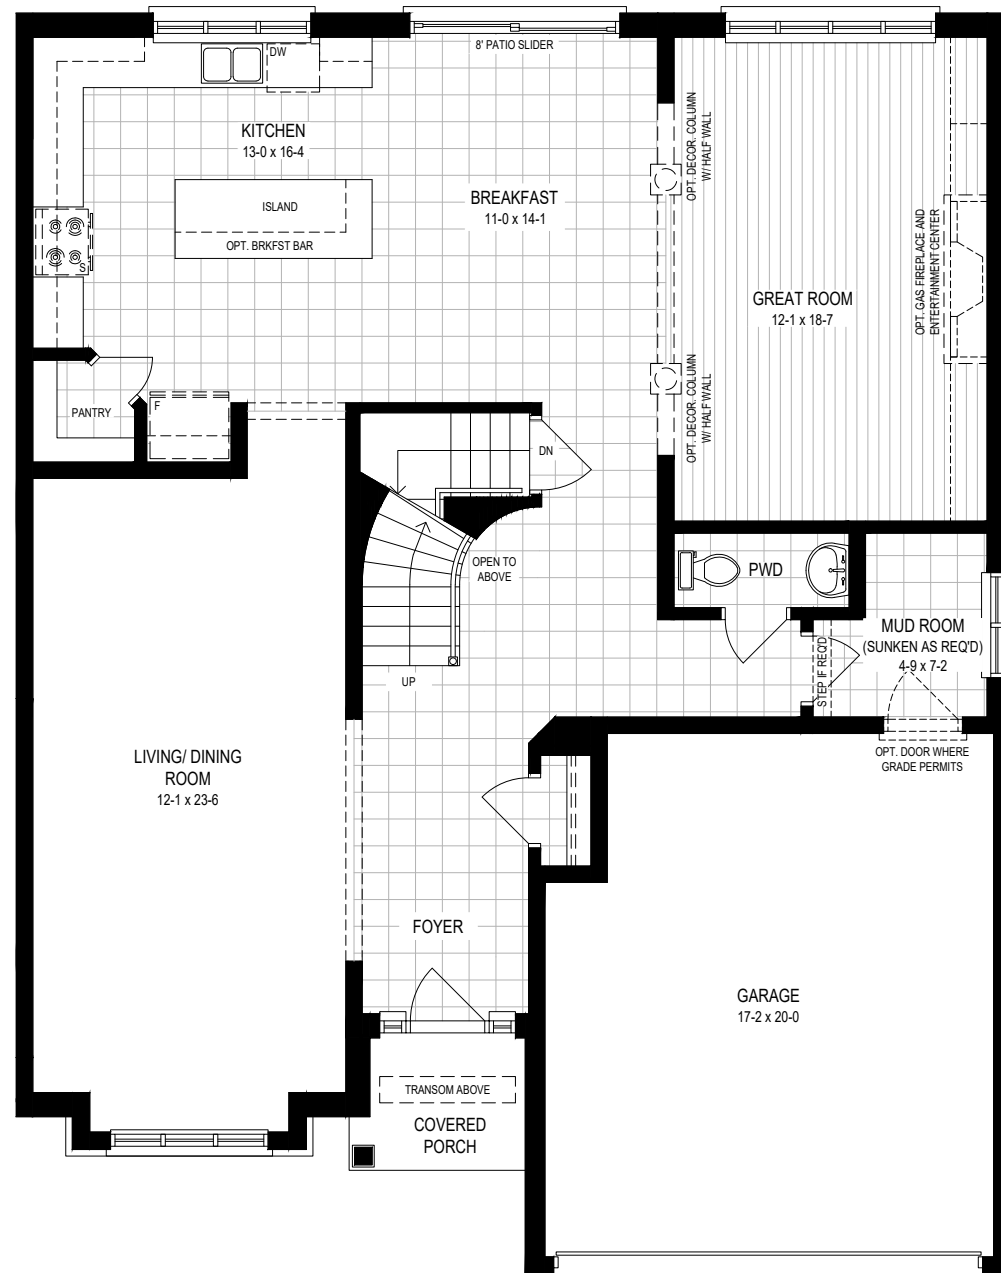 8' PATIO SLIDER
DW
KITCHEN
13-0 x 16-4
ISLAND
OPT. BRKFST BAR
BREAKFAST
11-0 x 14-1
OPT. DECOR. COLUMN
W/ HALF WALL
GREAT ROOM
12-1 x 18-7
OPT. GAS FIREPLACE AND
ENTERTAINMENT CENTER
S
PANTRY
F
OPT. DECOR. COLUMN
W/ HALF WALL
DN
OPEN TO
ABOVE
UP
PWD
MUD ROOM
(SUNKEN AS REQ'D)
4-9 x 7-2
STEP IF REQ'D
OPT. DOOR WHERE
GRADE PERMITS
LIVING/ DINING
ROOM
12-1 x 23-6
FOYER
GARAGE
17-2 x 20-0
TRANSOM ABOVE
COVERED
PORCH